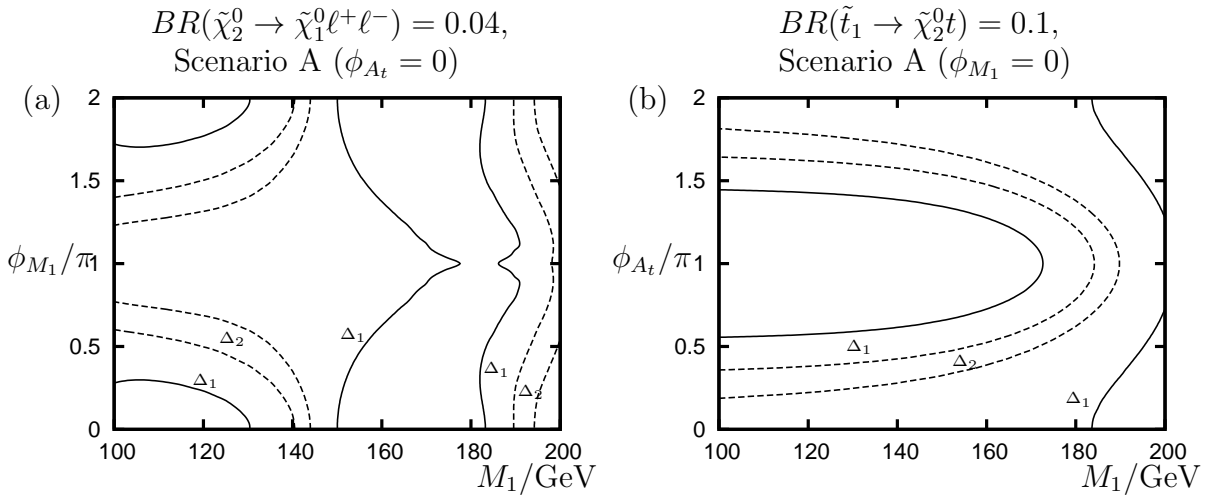 BR(χ̃⁰₂ → χ̃⁰₁ℓ⁺ℓ⁻) = 0.04,
Scenario A (ϕ_{A_t} = 0)
(a)
2
1.5
ϕ_{M_1}/π
1
0.5
0
100 120 140 160 180 200
M₁/GeV
Δ₂
Δ₁
Δ₁
Δ₁
Δ₂
BR(t̃₁ → χ̃⁰₂t) = 0.1,
Scenario A (ϕ_{M_1} = 0)
(b)
2
1.5
ϕ_{A_t}/π
1
0.5
0
100 120 140 160 180 200
M₁/GeV
Δ₁
Δ₂
Δ₁